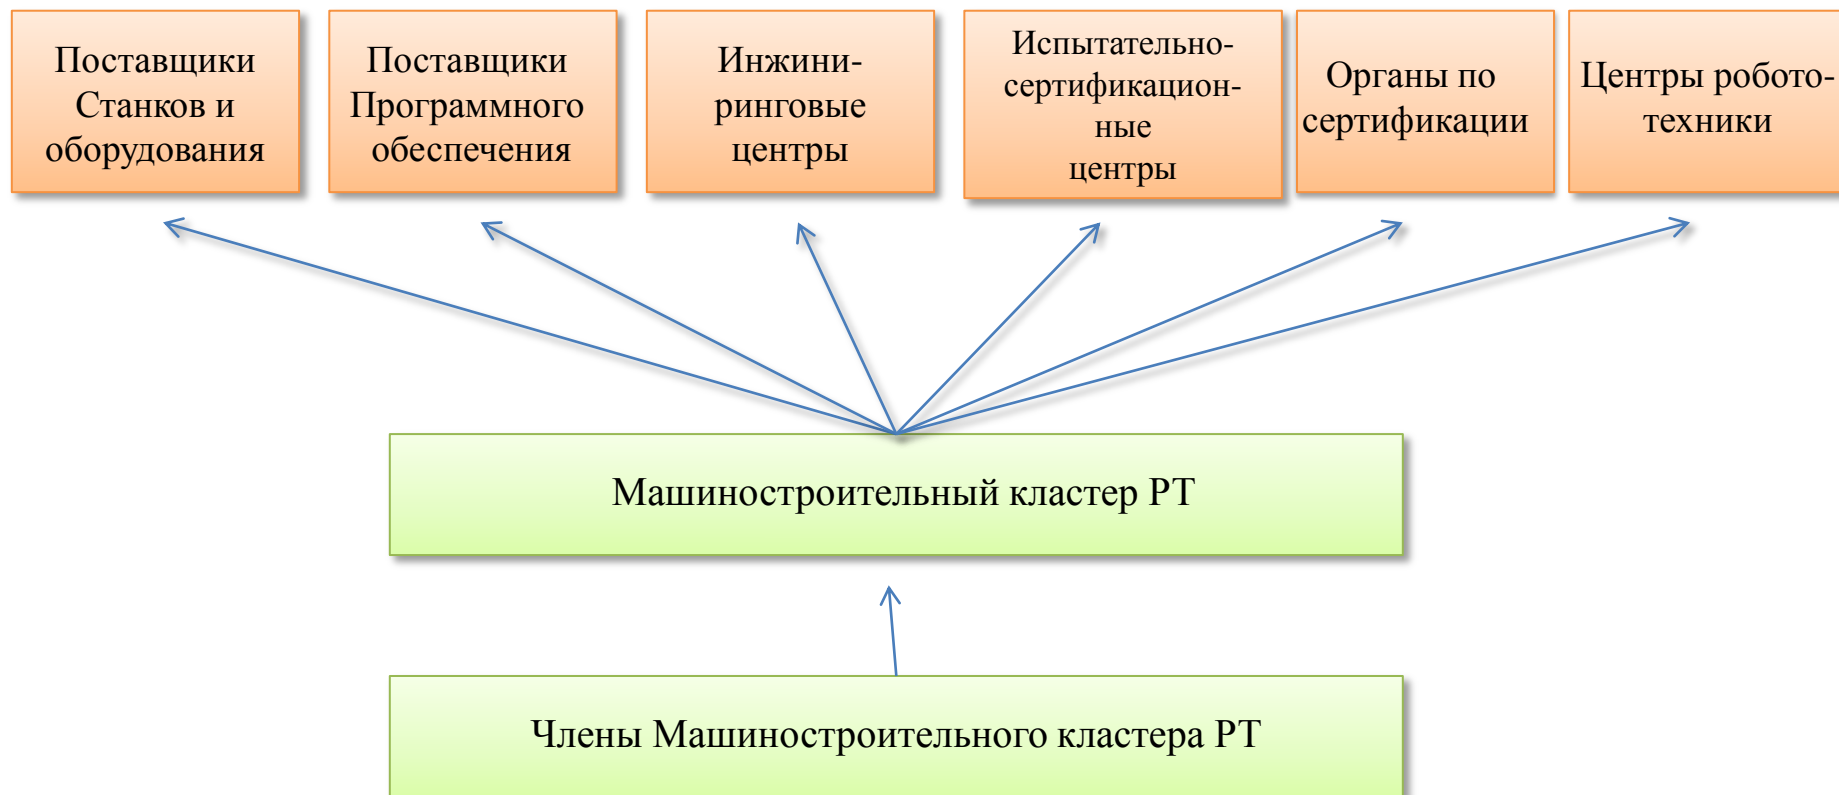 Поставщики
Станков и
оборудования
Поставщики
Программного
обеспечения
Инжини-
ринговые
центры
Испытательно-
сертификацион-
ные
центры
Органы по
сертификации
Центры робото-
техники
Машиностроительный кластер РТ
Члены Машиностроительного кластера РТ